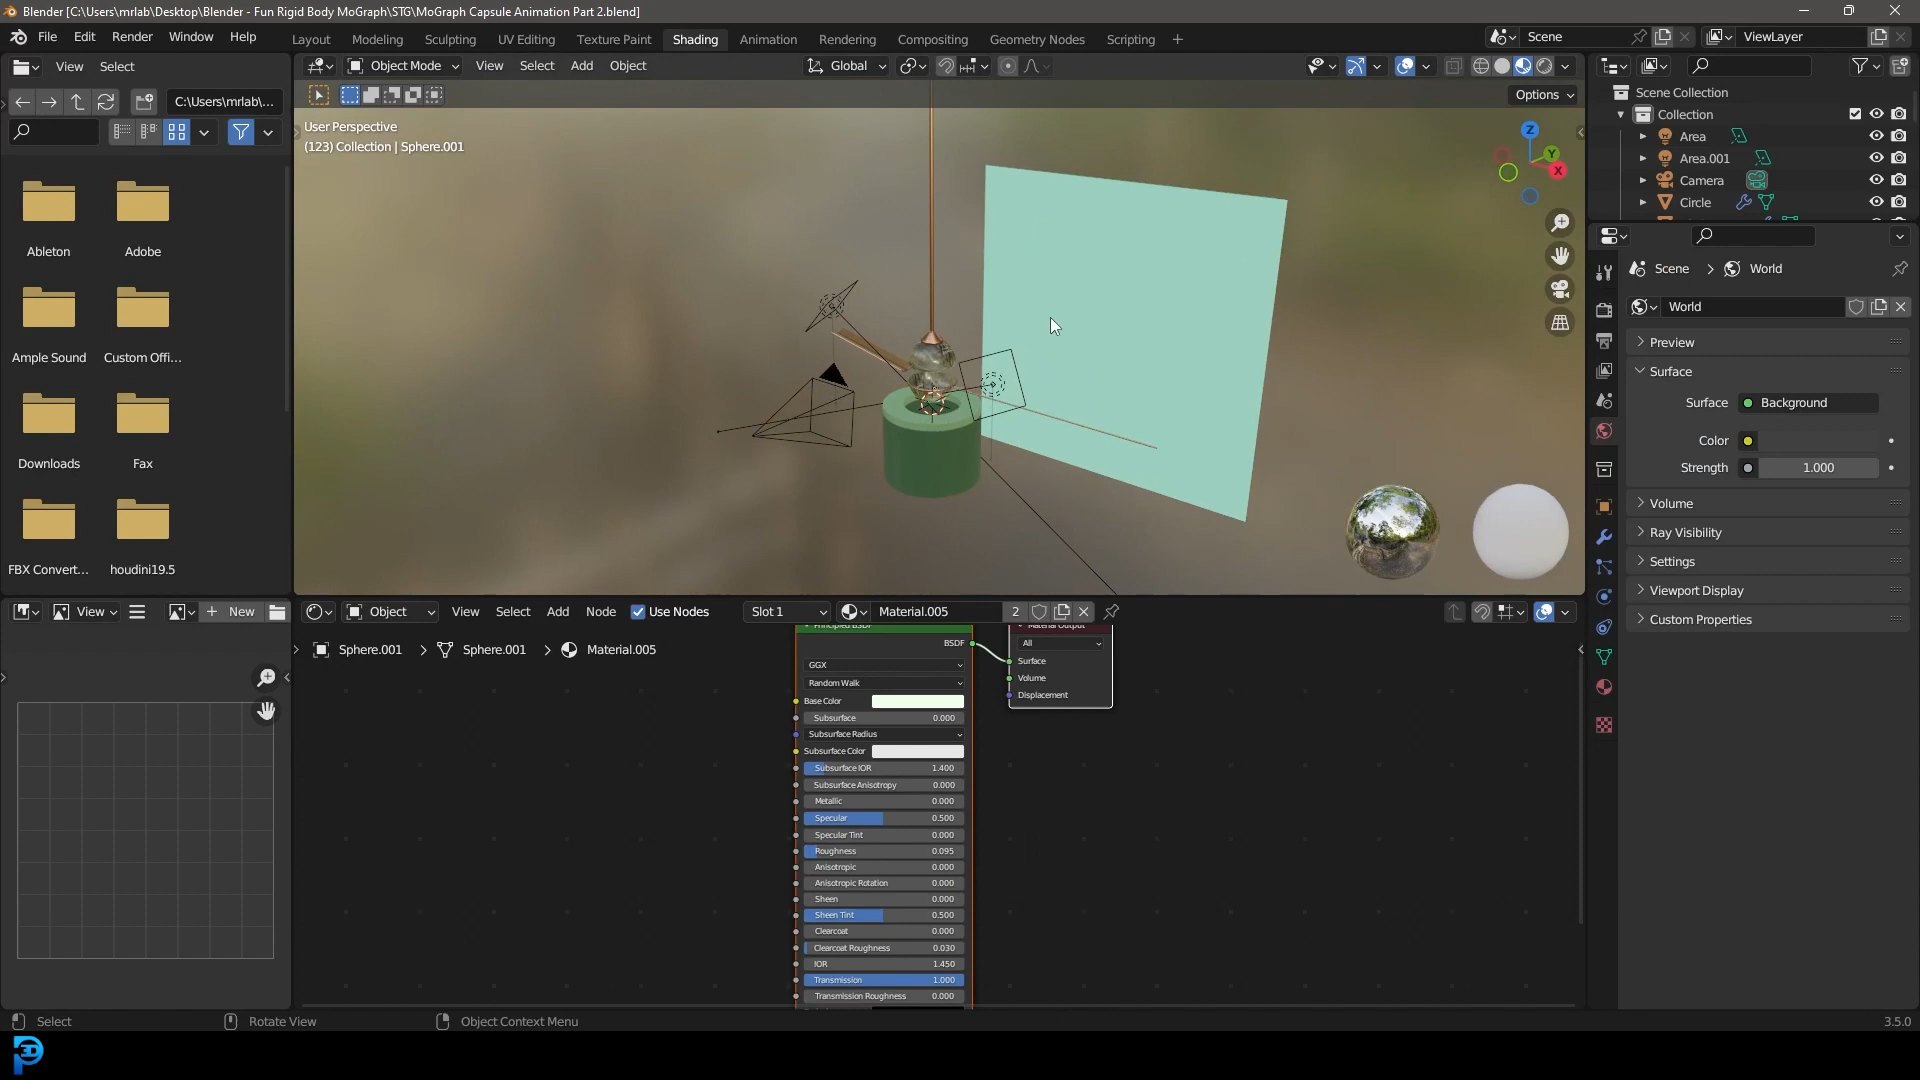 Blender [C:\Users\mrlab\Desktop\Blender - Fun Rigid Body MoGraph\STG\MoGraph Capsule Animation Part 2.blend]
File Edit Render Window Help
Layout Modeling Sculpting UV Editing Texture Paint Shading Animation Rendering Compositing Geometry Nodes Scripting +
Scene
ViewLayer
View Select
C:\Users\mrlab\...
Ableton
Adobe
Ample Sound
Custom Offi...
Downloads
Fax
FBX Convert...
houdini19.5
Object Mode View Select Add Object
Global
Options
User Perspective
(123) Collection | Sphere.001
Z
Y
X
Scene Collection
Collection
Area
Area.001
Camera
Circle
Scene > World
World
Preview
Surface
Surface Background
Color
Strength 1.000
Volume
Ray Visibility
Settings
Viewport Display
Custom Properties
View
+ New
Object View Select Add Node Use Nodes
Slot 1
Material.005 2
Sphere.001 > Sphere.001 > Material.005
Principled BSDF
BSDF
GGX
Random Walk
Base Color
Subsurface 0.000
Subsurface Radius
Subsurface Color
Subsurface IOR 1.400
Subsurface Anisotropy 0.000
Metallic 0.000
Specular 0.500
Specular Tint 0.000
Roughness 0.095
Anisotropic 0.000
Anisotropic Rotation 0.000
Sheen 0.000
Sheen Tint 0.500
Clearcoat 0.000
Clearcoat Roughness 0.030
IOR 1.450
Transmission 1.000
Transmission Roughness 0.000
Material Output
All
Surface
Volume
Displacement
Select
Rotate View
Object Context Menu
3.5.0